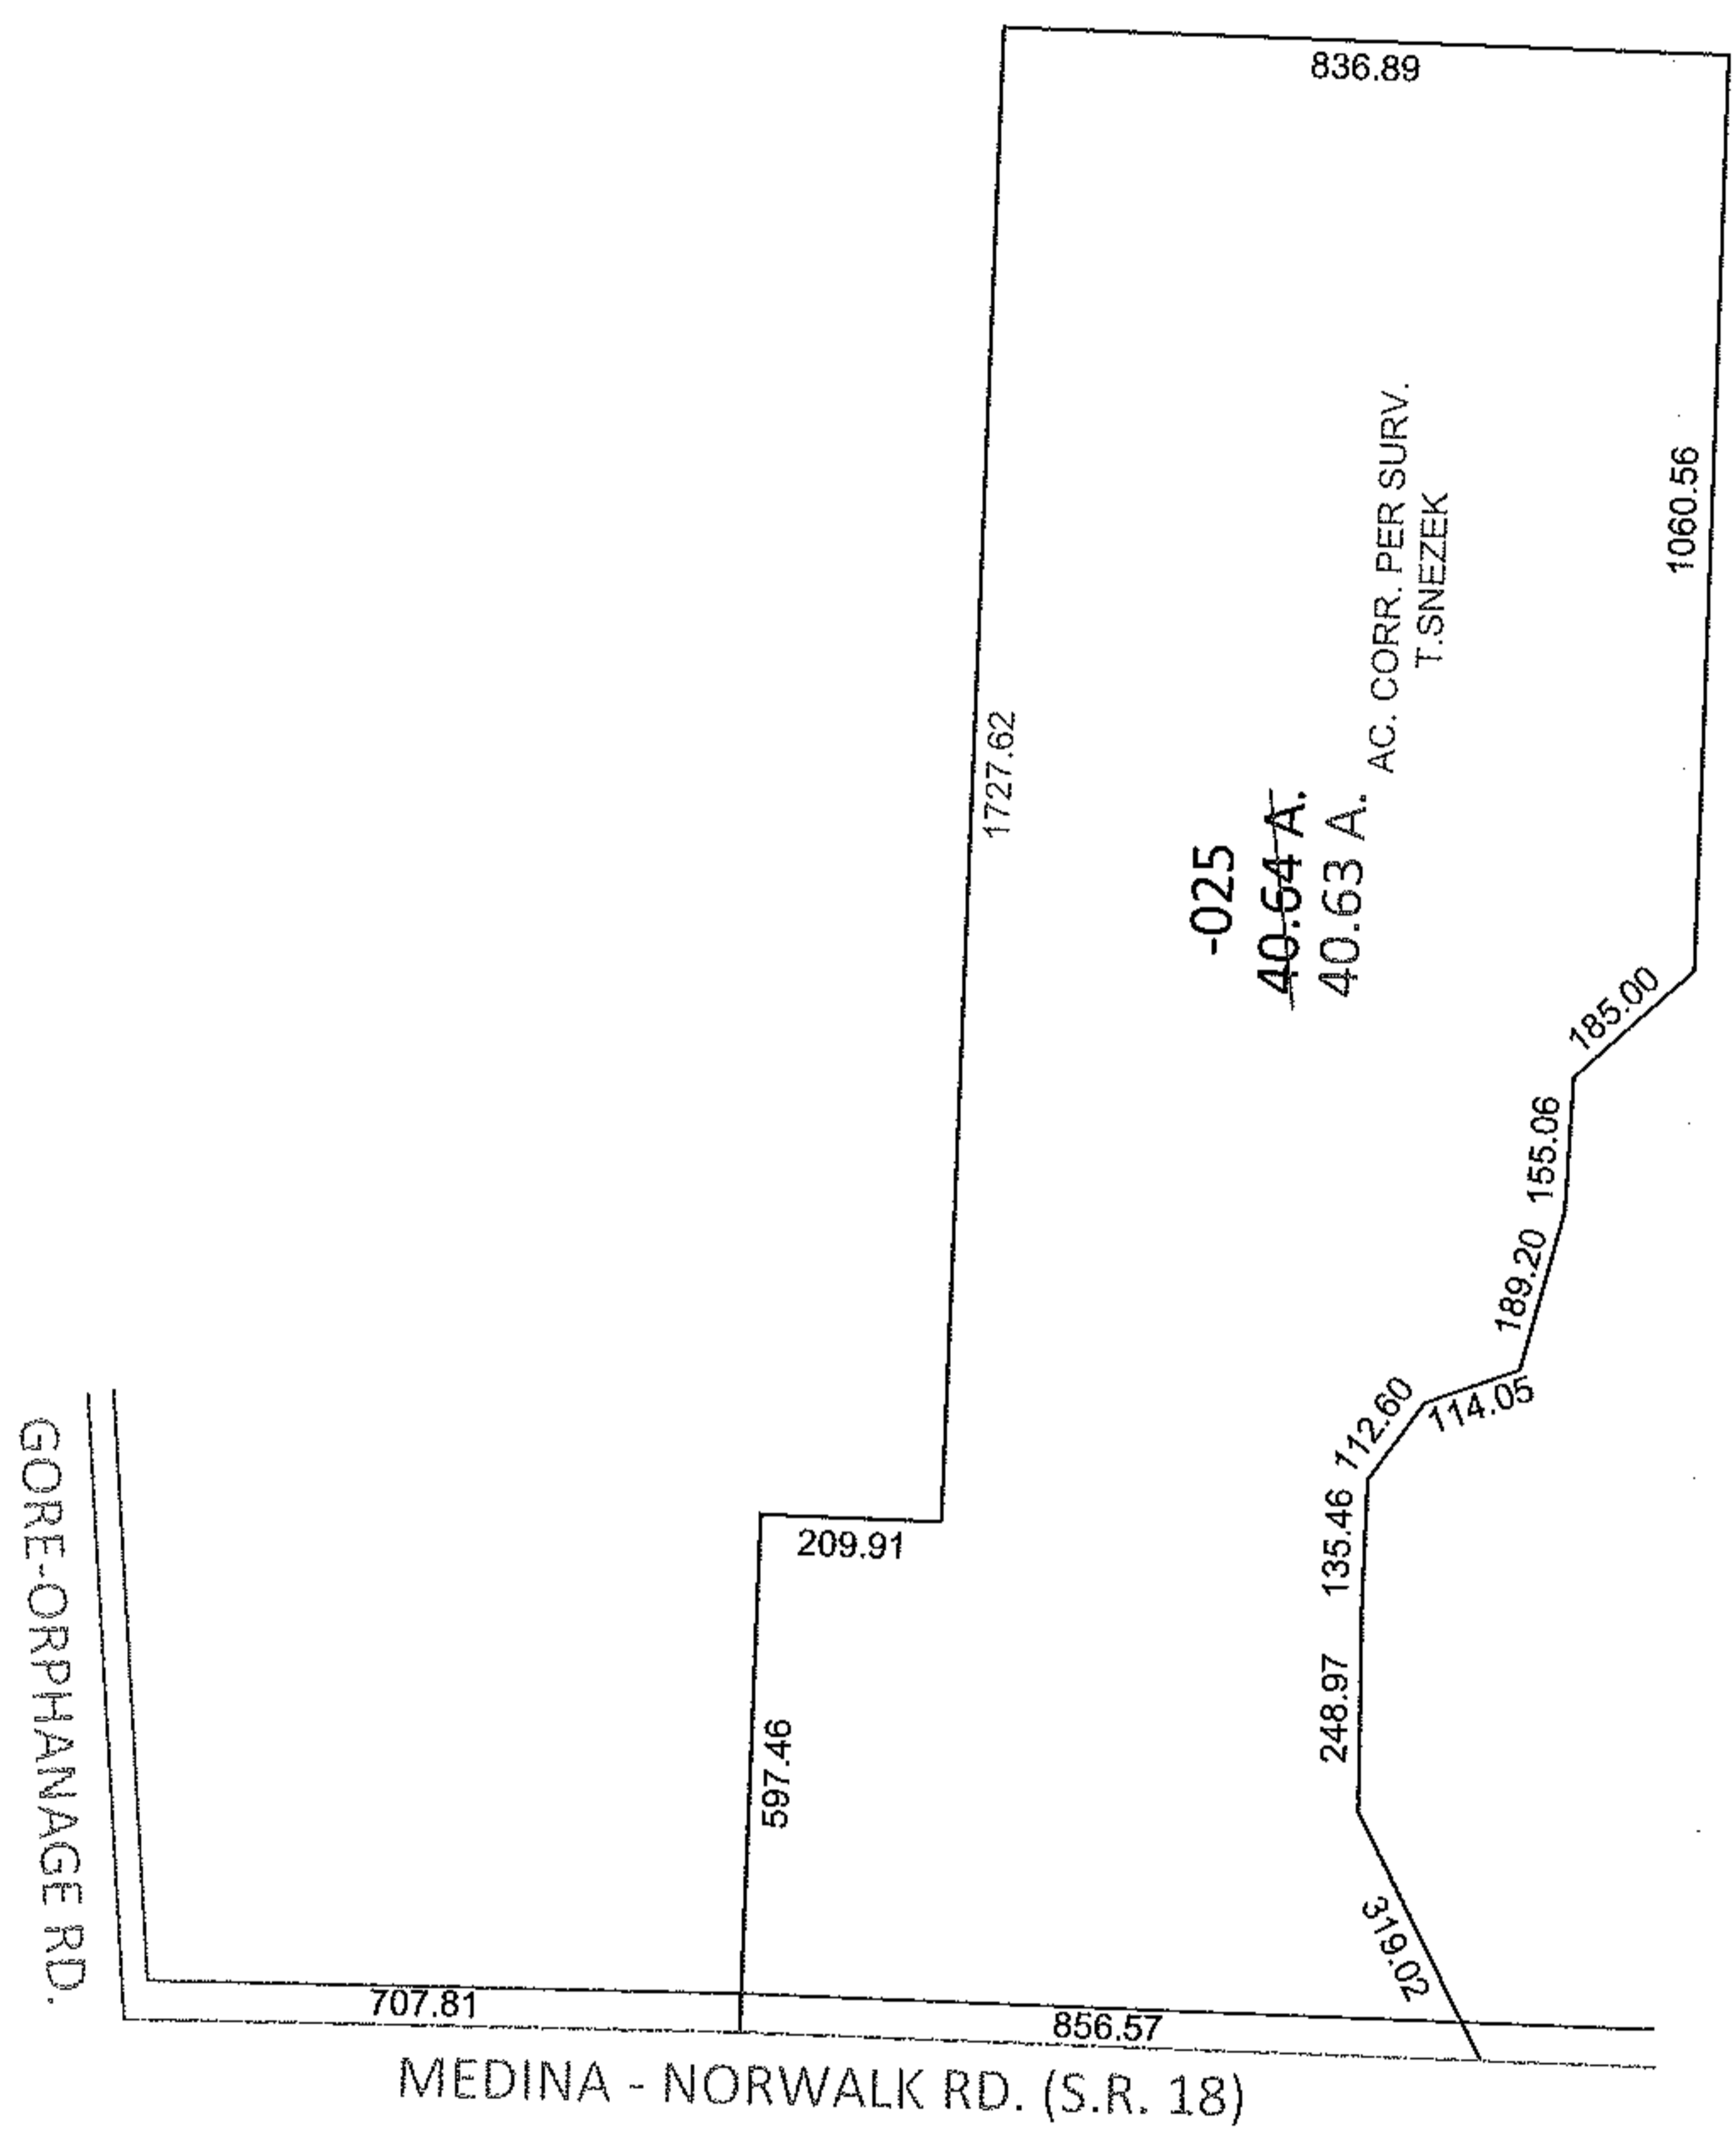 836.89
1060.56
AC. CORR. PER SURV.
T.SNEZEK
1727.62
-025
40.64 A.
40.63 A.
185.00
155.06
189.20
114.05
112.60
135.46
209.91
248.97
597.46
319.02
GORE-ORPHANAGE RD.
707.81
856.57
MEDINA - NORWALK RD. (S.R. 18)